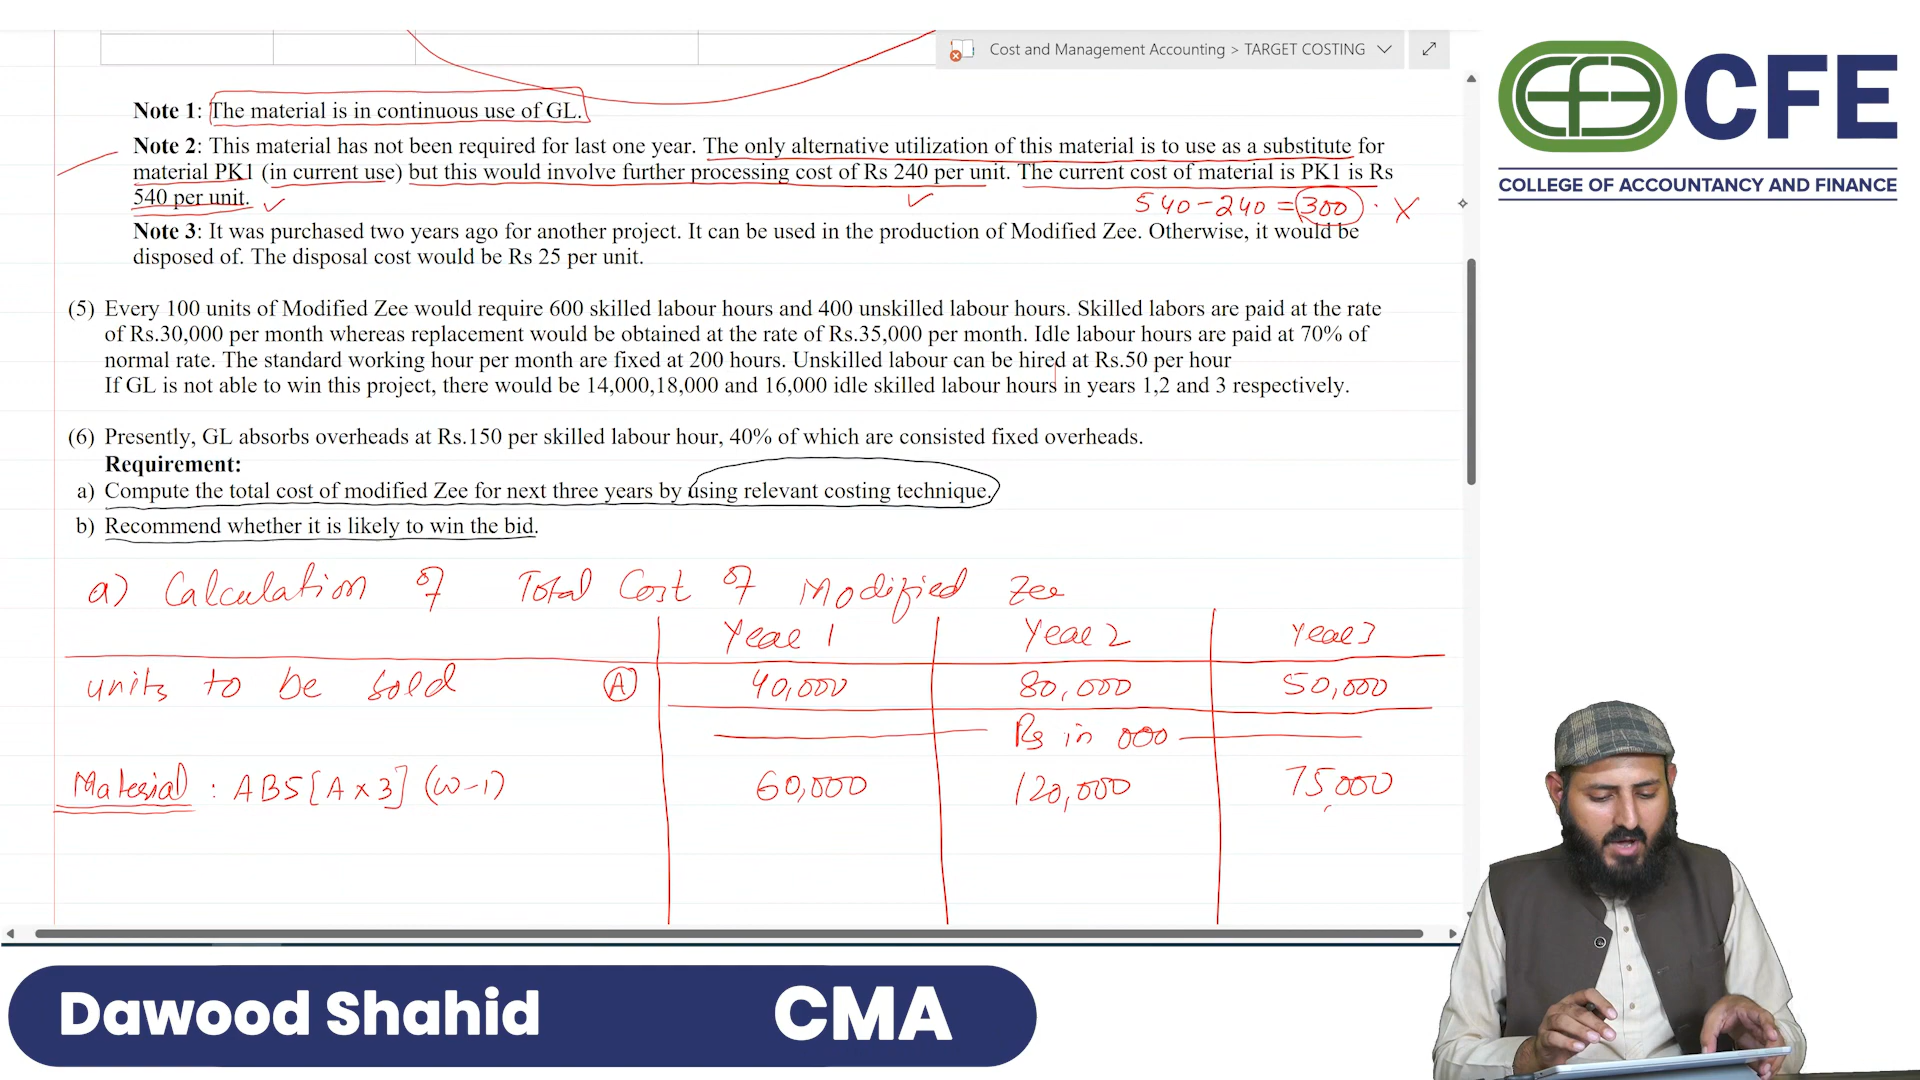 Cost and Management Accounting > TARGET COSTING
CFE
COLLEGE OF ACCOUNTANCY AND FINANCE
Note 1: The material is in continuous use of GL.
Note 2: This material has not been required for last one year. The only alternative utilization of this material is to use as a substitute for
material PK1 (in current use) but this would involve further processing cost of Rs 240 per unit. The current cost of material is PK1 is Rs
540 per unit.
540-240=300
Note 3: It was purchased two years ago for another project. It can be used in the production of Modified Zee. Otherwise, it would be
disposed of. The disposal cost would be Rs 25 per unit.
(5) Every 100 units of Modified Zee would require 600 skilled labour hours and 400 unskilled labour hours. Skilled labors are paid at the rate
of Rs.30,000 per month whereas replacement would be obtained at the rate of Rs.35,000 per month. Idle labour hours are paid at 70% of
normal rate. The standard working hour per month are fixed at 200 hours. Unskilled labour can be hired at Rs.50 per hour
If GL is not able to win this project, there would be 14,000,18,000 and 16,000 idle skilled labour hours in years 1,2 and 3 respectively.
(6) Presently, GL absorbs overheads at Rs.150 per skilled labour hour, 40% of which are consisted fixed overheads.
Requirement:
a) Compute the total cost of modified Zee for next three years by using relevant costing technique.
b) Recommend whether it is likely to win the bid.
a) Calculation of Total Cost of Modified Zee
Year 1 Year 2 Year 3
units to be sold A 40,000 80,000 50,000
Rs in 000
Material : ABS[A×3] (W-1) 60,000 120,000 75,000
Dawood Shahid CMA